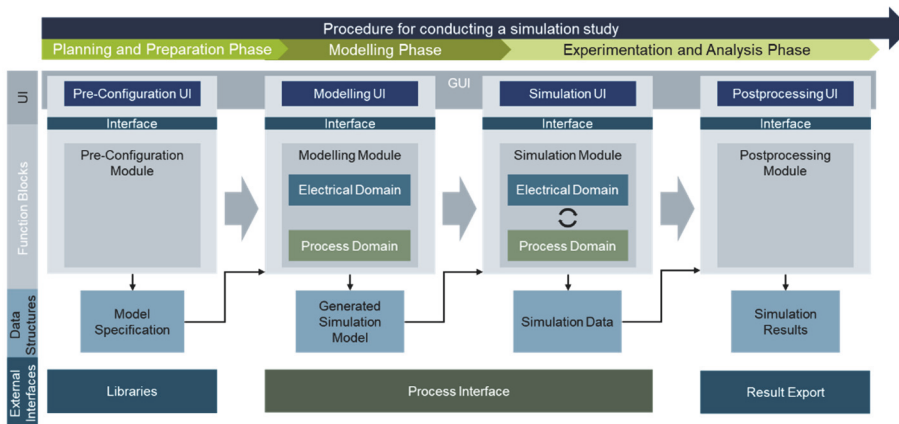 Procedure for conducting a simulation study
Planning and Preparation Phase
Modelling Phase
Experimentation and Analysis Phase
UI
GUI
Pre-Configuration UI
Modelling UI
Simulation UI
Postprocessing UI
Interface
Interface
Interface
Interface
Function Blocks
Pre-Configuration
Module
Modelling Module
Electrical Domain
Process Domain
Simulation Module
Electrical Domain
Process Domain
Postprocessing
Module
Data
Structures
Model
Specification
Generated
Simulation
Model
Simulation Data
Simulation
Results
External
Interfaces
Libraries
Process Interface
Result Export